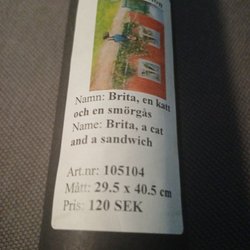 Namn: Brita, en katt
och en smörgås
Name: Brita, a cat
and a sandwich
Art.nr: 105104
Mått: 29.5 x 40.5 cm
Pris: 120 SEK